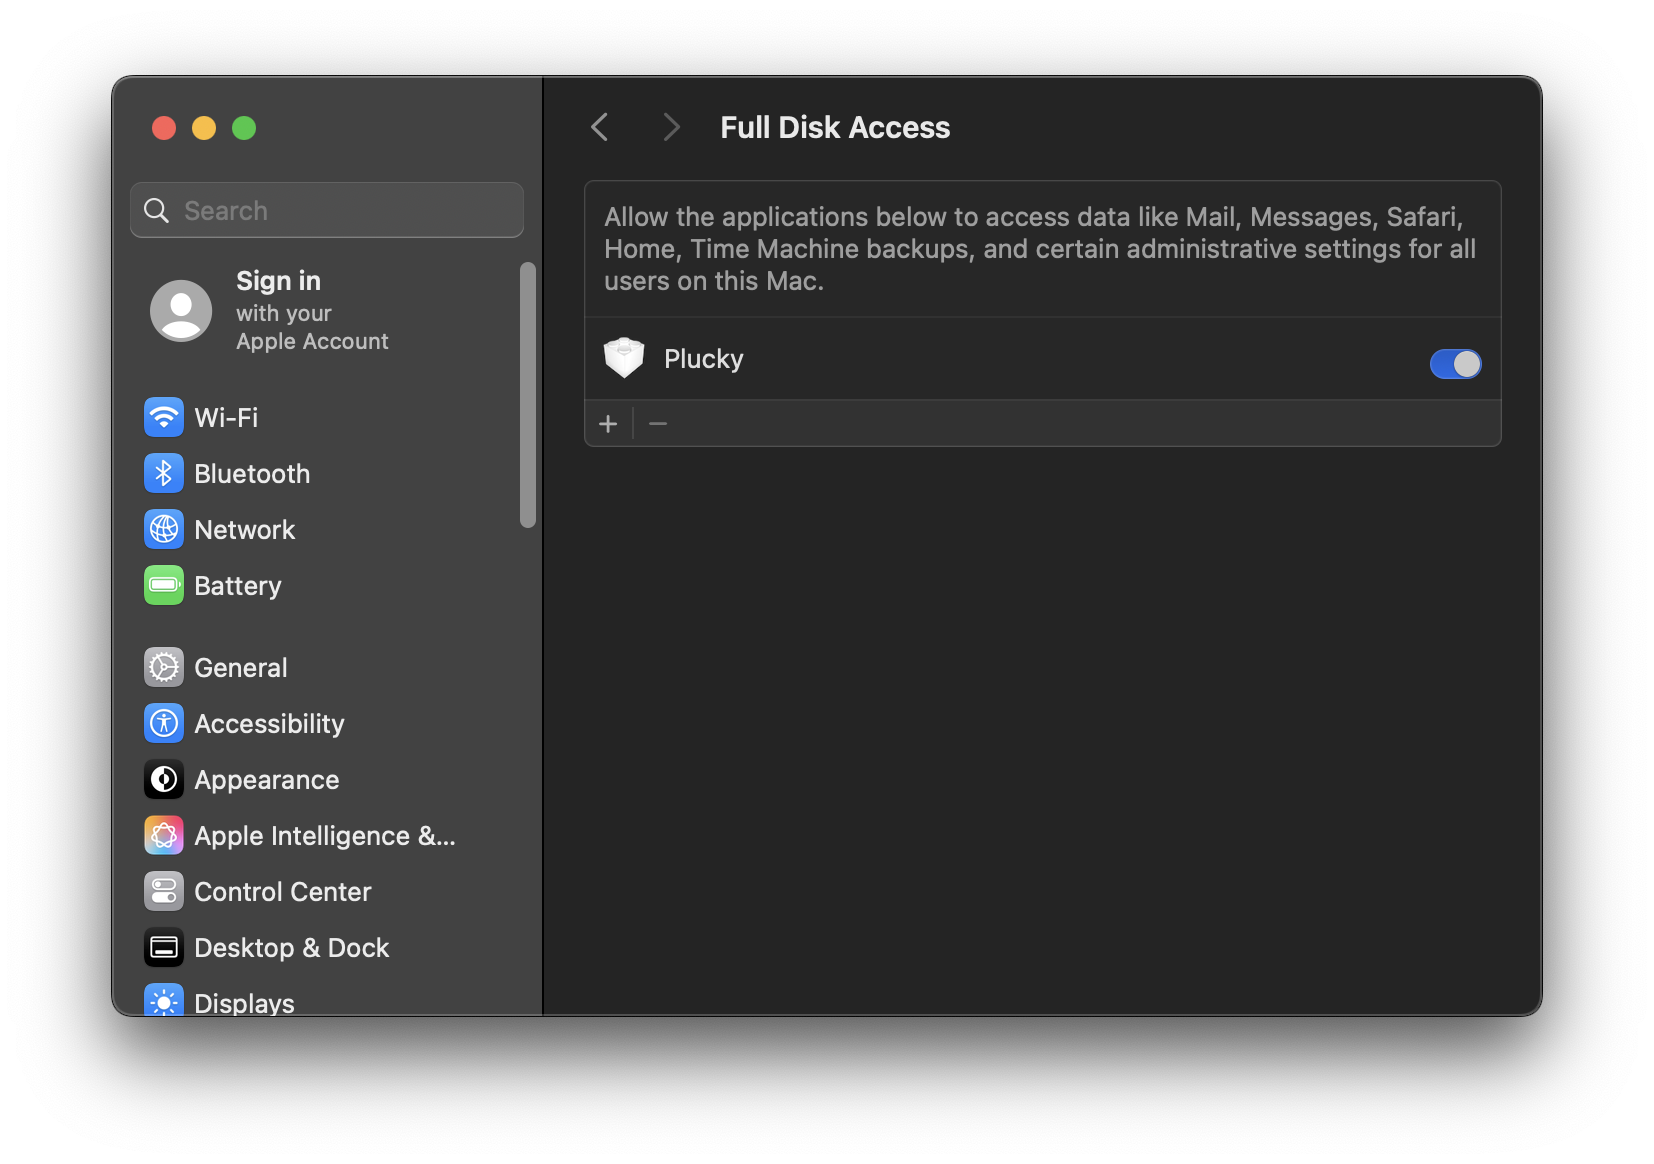 Search
Sign in
with your
Apple Account
Wi-Fi
Bluetooth
Network
Battery
General
Accessibility
Appearance
Apple Intelligence &...
Control Center
Desktop & Dock
Displays
Full Disk Access
Allow the applications below to access data like Mail, Messages, Safari,
Home, Time Machine backups, and certain administrative settings for all
users on this Mac.
Plucky